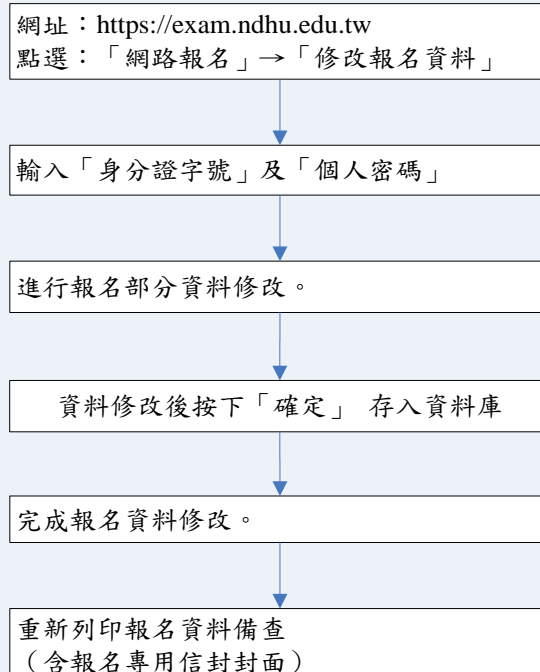 網址：https://exam.ndhu.edu.tw
點選：「網路報名」→「修改報名資料」
輸入「身分證字號」及「個人密碼」
進行報名部分資料修改。
資料修改後按下「確定」 存入資料庫
完成報名資料修改。
重新列印報名資料備查
（含報名專用信封封面）